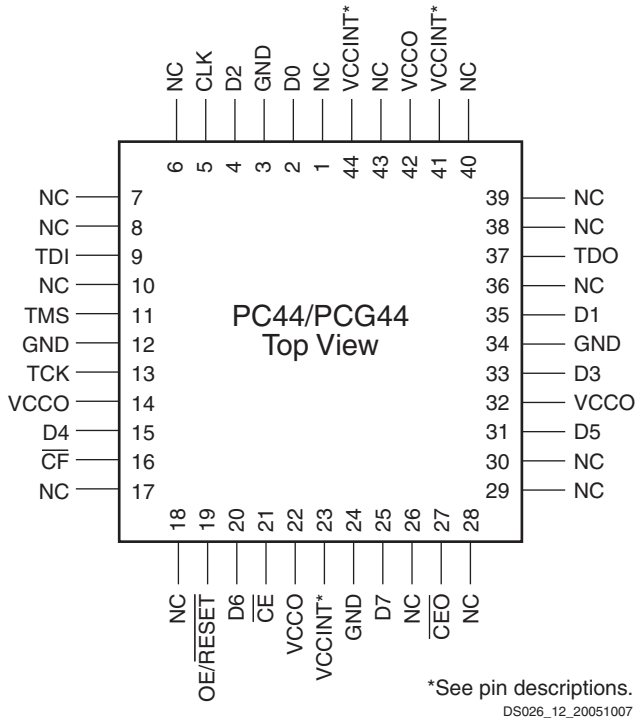 NC CLK D2 GND D0 NC VCCINT* NC VCCO VCCINT* NC
6 5 4 3 2 1 44 43 42 41 40
NC 7 39 NC
NC 8 38 NC
TDI 9 37 TDO
NC 10 36 NC
TMS 11 35 D1
GND 12 34 GND
TCK 13 33 D3
VCCO 14 32 VCCO
D4 15 31 D5
CF 16 30 NC
NC 17 29 NC
PC44/PCG44
Top View
18 19 20 21 22 23 24 25 26 27 28
NC OE/RESET D6 CE VCCO VCCINT* GND D7 NC CEO NC
*See pin descriptions.
DS026_12_20051007